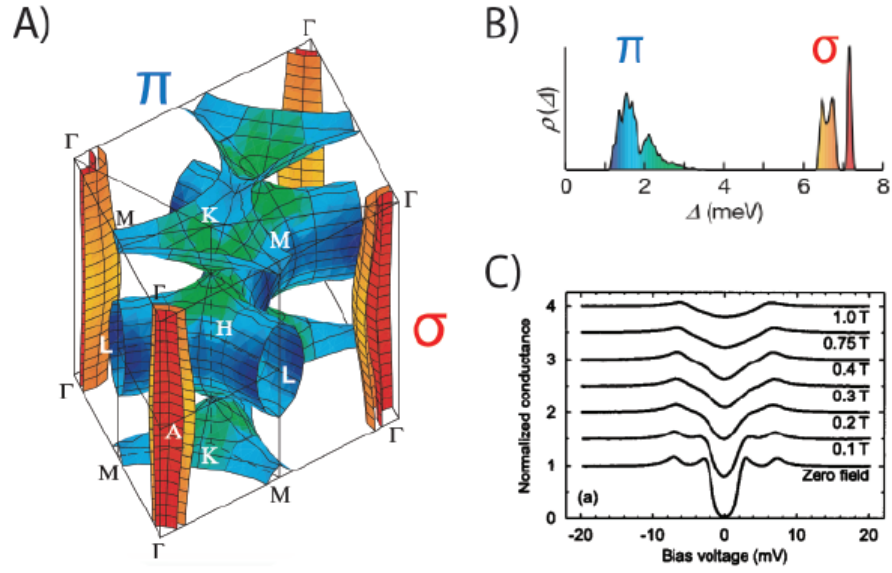 A)
π
Γ
Γ
Γ
M
K
M
Γ
H
σ
L
L
A
Γ
K
Γ
M
M
Γ
B)
π
σ
ρ(Δ)
0 2 4 6 8
Δ (meV)
C)
Normalized conductance
4
3
2
1
0
1.0 T
0.75 T
0.4 T
0.3 T
0.2 T
0.1 T
Zero field
(a)
-20 -10 0 10 20
Bias voltage (mV)